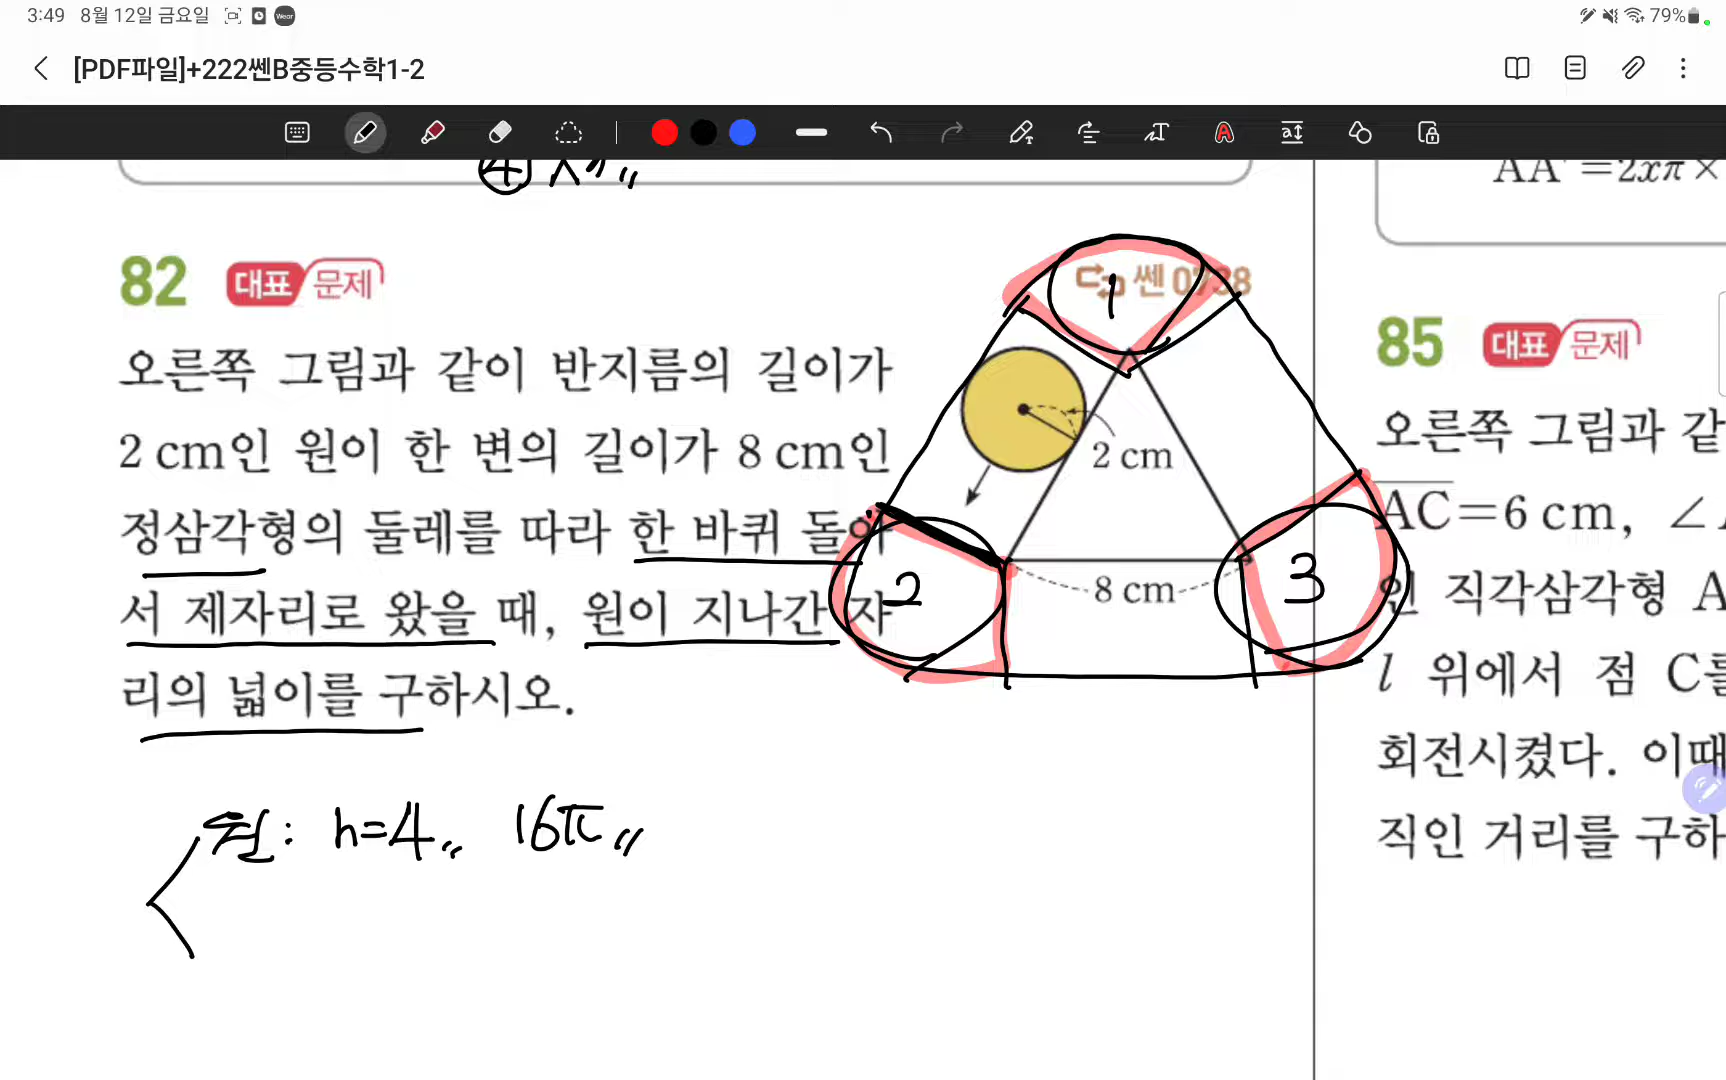 3:49 8월 12일 금요일 Wear 79%
[PDF파일]+222쎈B중등수학1-2
④
AA'=2xπ×
82 대표 문제 쎈 0738
1
오른쪽 그림과 같이 반지름의 길이가
2 cm인 원이 한 변의 길이가 8 cm인
정삼각형의 둘레를 따라 한 바퀴 돌아
서 제자리로 왔을 때, 원이 지나간 자
리의 넓이를 구하시오.
2 cm
8 cm
2
3
원: h=4,, 16π,,
85 대표 문제
오른쪽 그림과 같
AC=6 cm, ∠
인 직각삼각형 A
l 위에서 점 C를
회전시켰다. 이때
직인 거리를 구하